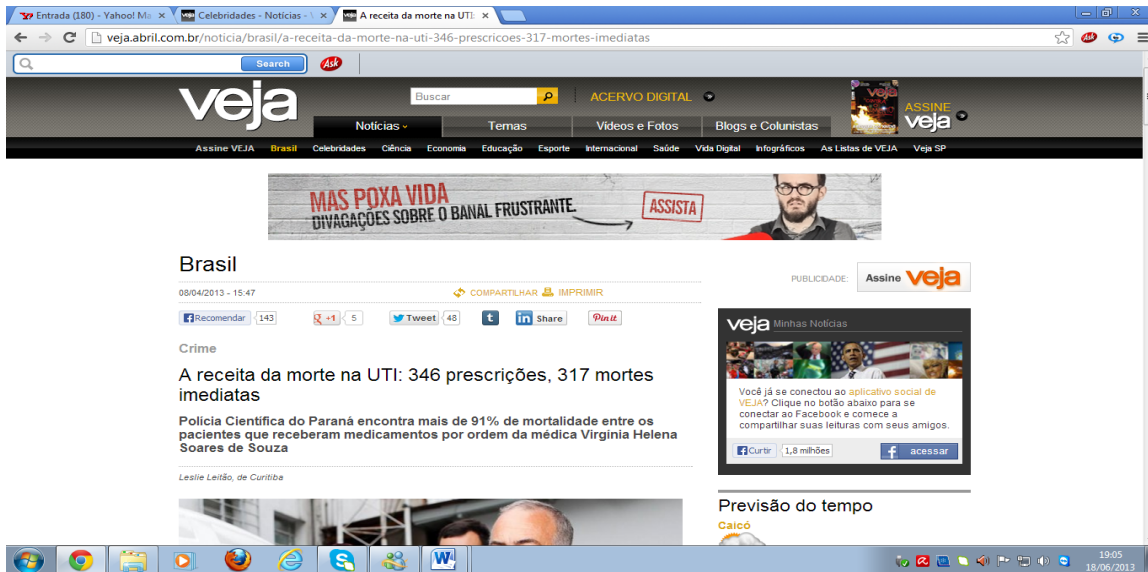 Entrada (180) - Yahoo! Ma
Celebridades - Notícias - V
A receita da morte na UTI:
veja.abril.com.br/noticia/brasil/a-receita-da-morte-na-uti-346-prescricoes-317-mortes-imediatas
Ask
Search
Ask
veja
Buscar
ACERVO DIGITAL
veja
ASSINE
veja
Notícias
Temas
Vídeos e Fotos
Blogs e Colunistas
Assine VEJA Brasil Celebridades Ciência Economia Educação Esporte Internacional Saúde Vida Digital Infográficos As Listas de VEJA Veja SP
MAS POXA VIDA
DIVAGAÇÕES SOBRE O BANAL FRUSTRANTE.
ASSISTA
Brasil
08/04/2013 - 15:47
COMPARTILHAR IMPRIMIR
Recomendar 143
+1 5
Tweet 48
t
in Share
Pin it
Crime
A receita da morte na UTI: 346 prescrições, 317 mortes
imediatas
Polícia Científica do Paraná encontra mais de 91% de mortalidade entre os
pacientes que receberam medicamentos por ordem da médica Virgínia Helena
Soares de Souza
Leslie Leitão, de Curitiba
PUBLICIDADE:
Assine veja
veja Minhas Notícias
Você já se conectou ao aplicativo social de
VEJA? Clique no botão abaixo para se
conectar ao Facebook e comece a
compartilhar suas leituras com seus amigos.
Curtir 1,8 milhões
f acessar
Previsão do tempo
Caicó
19:05
18/06/2013